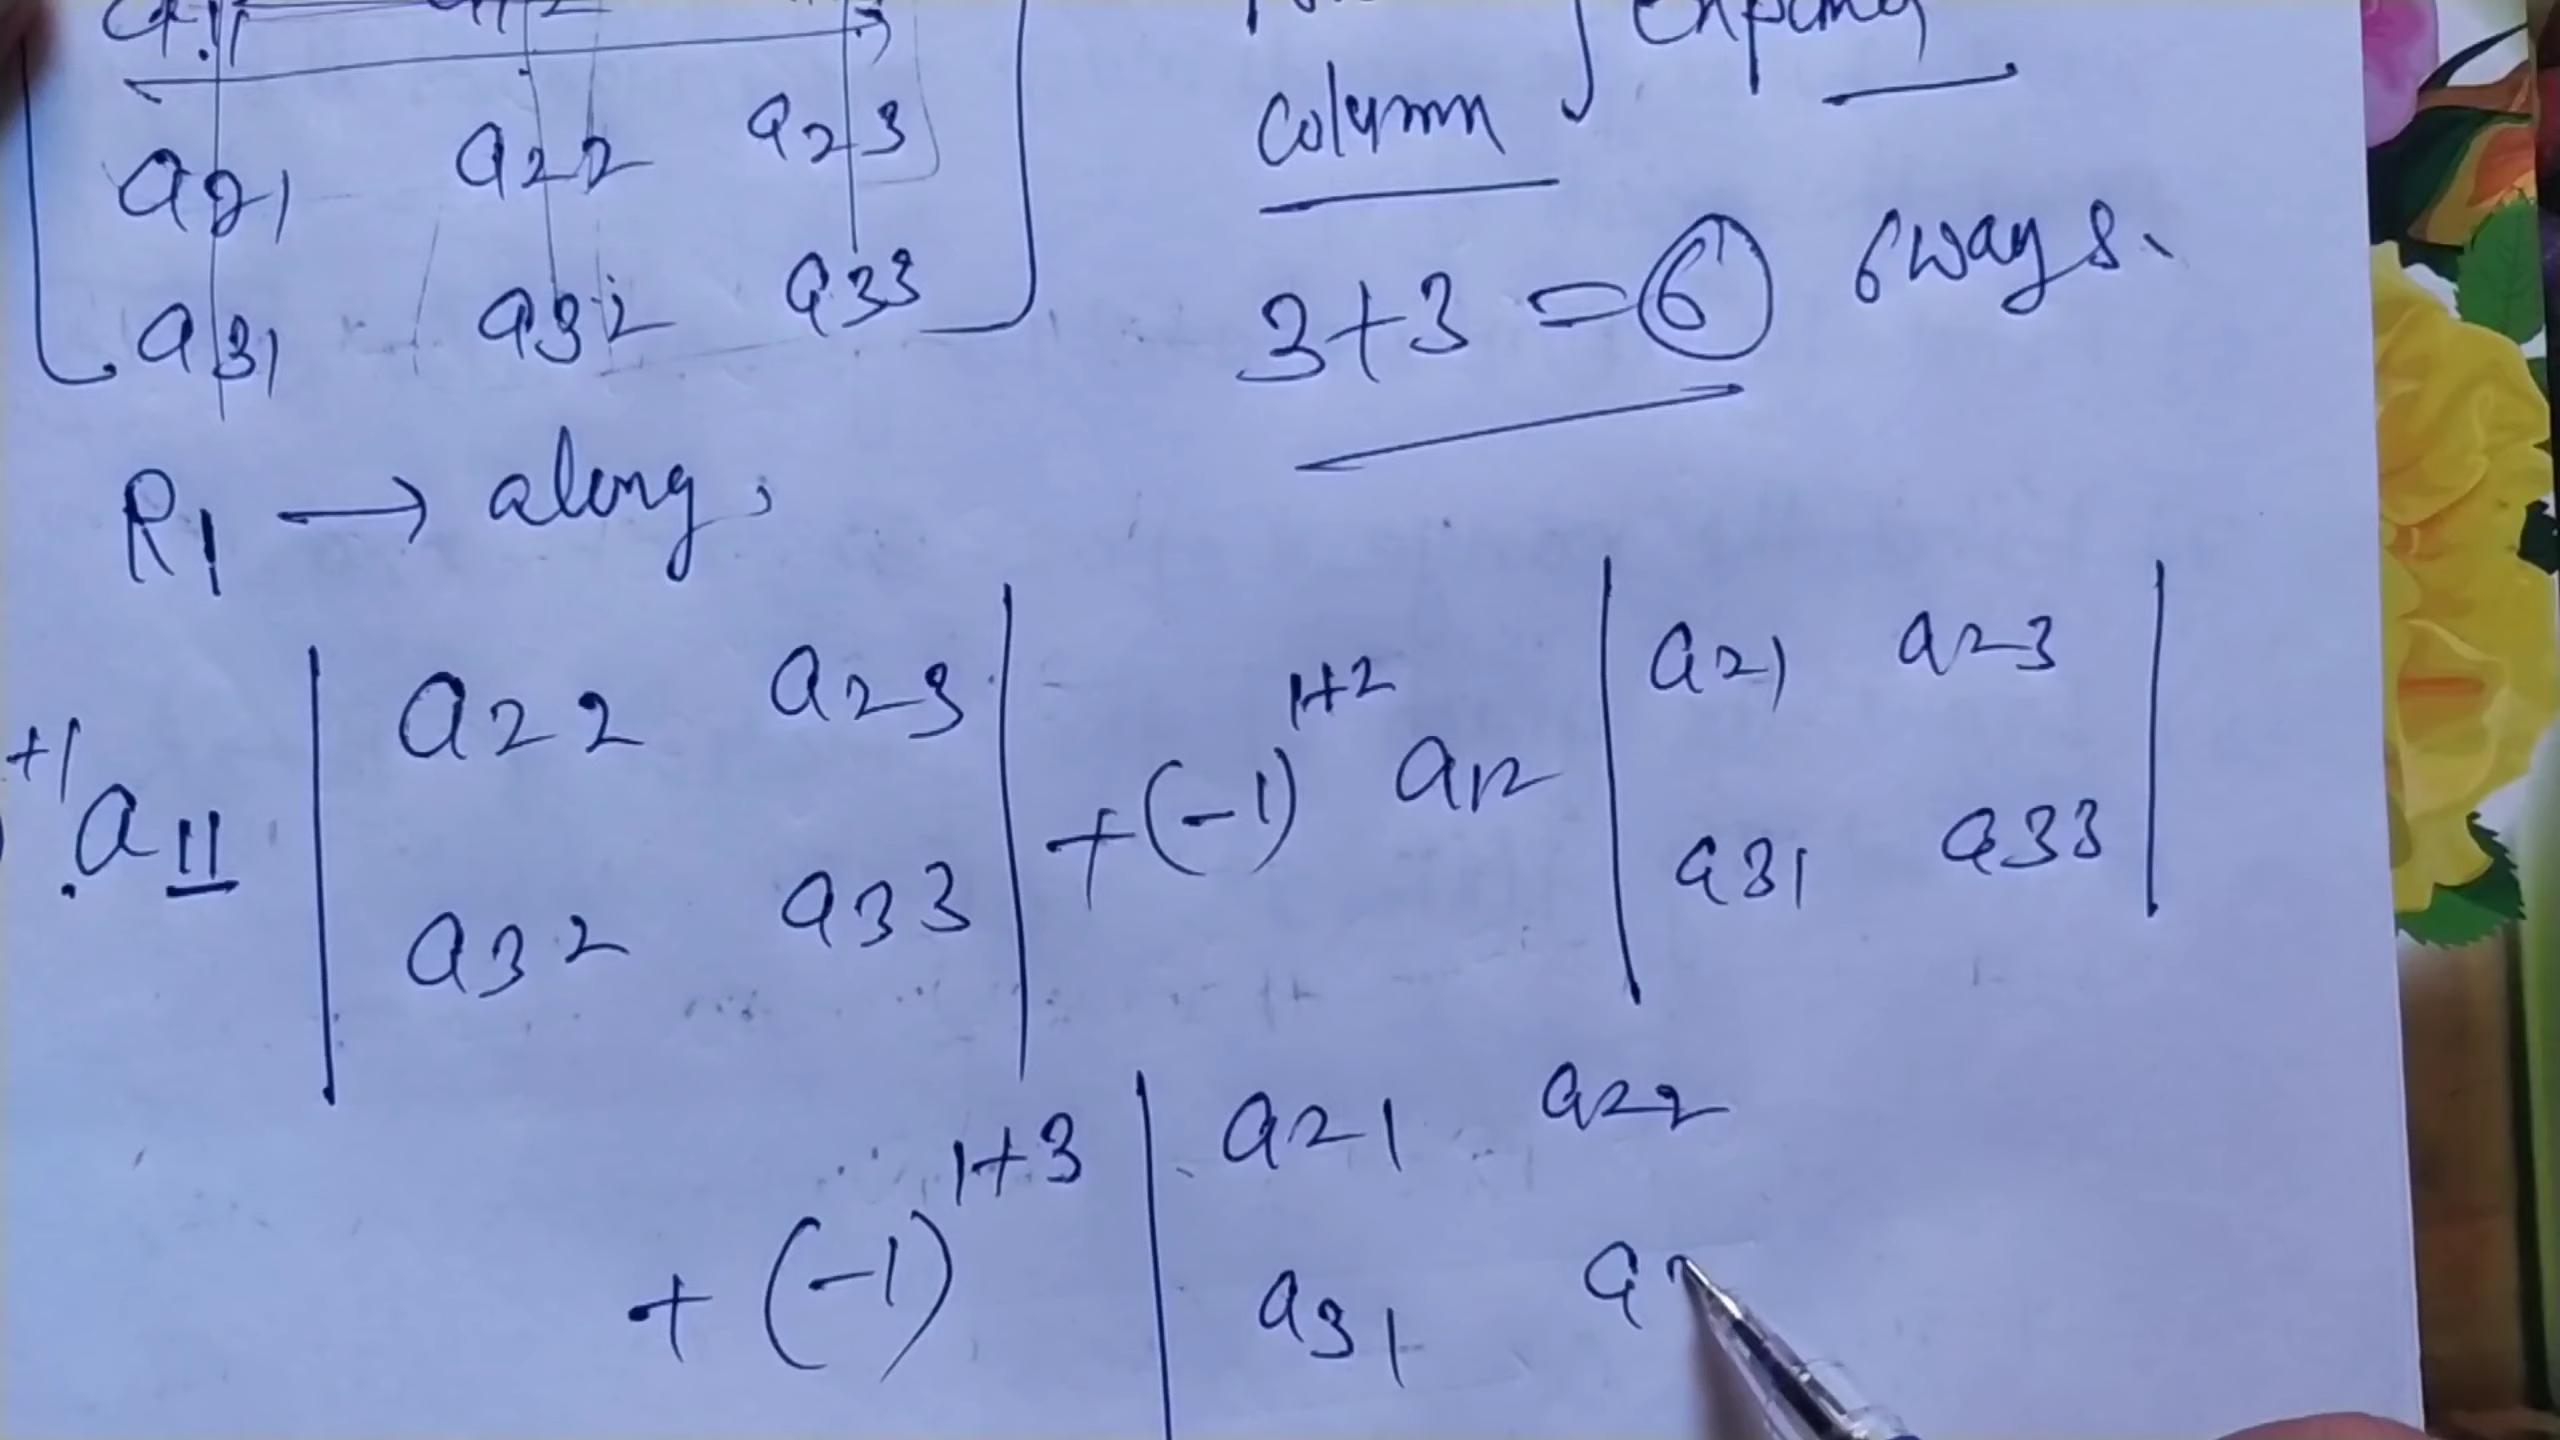 column
a21 a22 a23
3+3 = 6 6ways.
a31 a32 a33
R1 → along,
+1 a11 | a22 a23 | + (-1)^1+2 a12 | a21 a23 |
| a32 a33 | | a31 a33 |
+ (-1)^1+3 | a21 a22
| a31 a